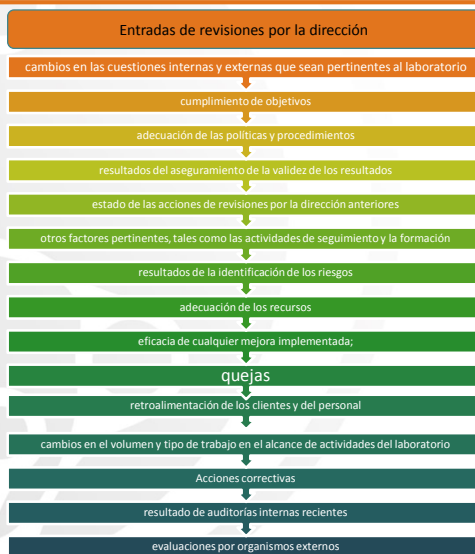 Entradas de revisiones por la dirección
cambios en las cuestiones internas y externas que sean pertinentes al laboratorio
cumplimiento de objetivos
adecuación de las políticas y procedimientos
resultados del aseguramiento de la validez de los resultados
estado de las acciones de revisiones por la dirección anteriores
otros factores pertinentes, tales como las actividades de seguimiento y la formación
resultados de la identificación de los riesgos
adecuación de los recursos
eficacia de cualquier mejora implementada;
quejas
retroalimentación de los clientes y del personal
cambios en el volumen y tipo de trabajo en el alcance de actividades del laboratorio
Acciones correctivas
resultado de auditorías internas recientes
evaluaciones por organismos externos